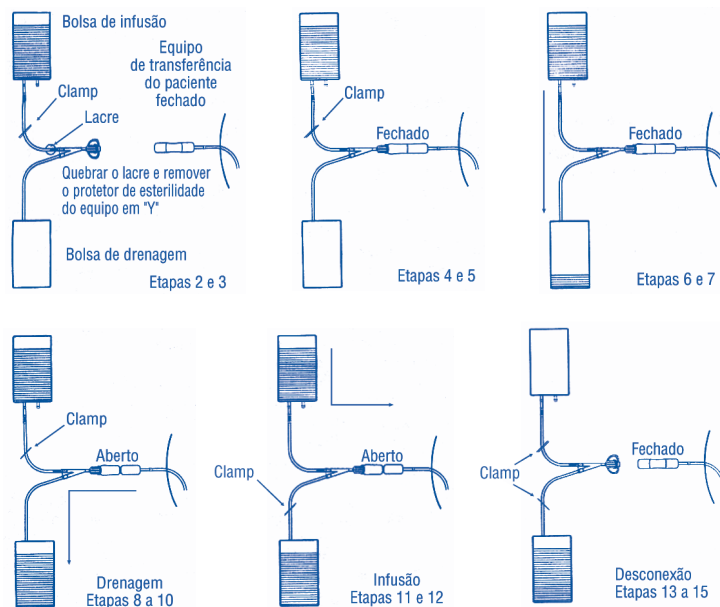 Bolsa de infusão
Equipo
de transferência
do paciente
fechado
Clamp
Lacre
Quebrar o lacre e remover
o protetor de esterilidade
do equipo em "Y"
Bolsa de drenagem
Etapas 2 e 3
Clamp
Fechado
Etapas 4 e 5
Fechado
Etapas 6 e 7
Clamp
Aberto
Drenagem
Etapas 8 a 10
Aberto
Clamp
Infusão
Etapas 11 e 12
Fechado
Clamp
Desconexão
Etapas 13 a 15